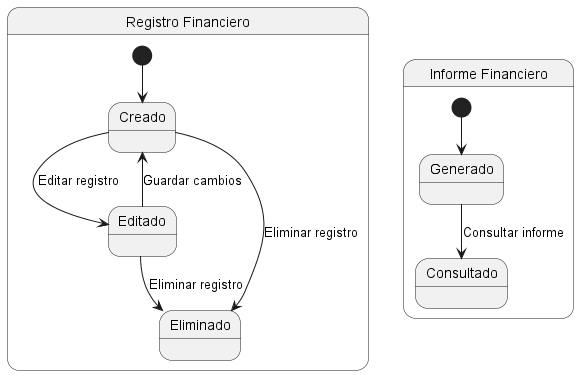 Registro Financiero
Creado
Editar registro
Guardar cambios
Editado
Eliminar registro
Eliminar registro
Eliminado
Informe Financiero
Generado
Consultar informe
Consultado